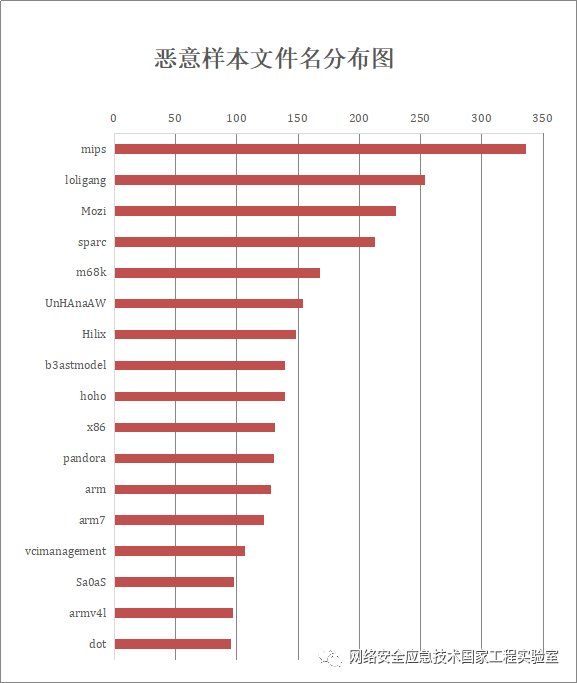 恶意样本文件名分布图
0 50 100 150 200 250 300 350
mips
loligang
Mozi
sparc
m68k
UnHAnaAW
Hilix
b3astmodel
hoho
x86
pandora
arm
arm7
vcimanagement
Sa0aS
armv4l
dot
网络安全应急技术国家工程实验室